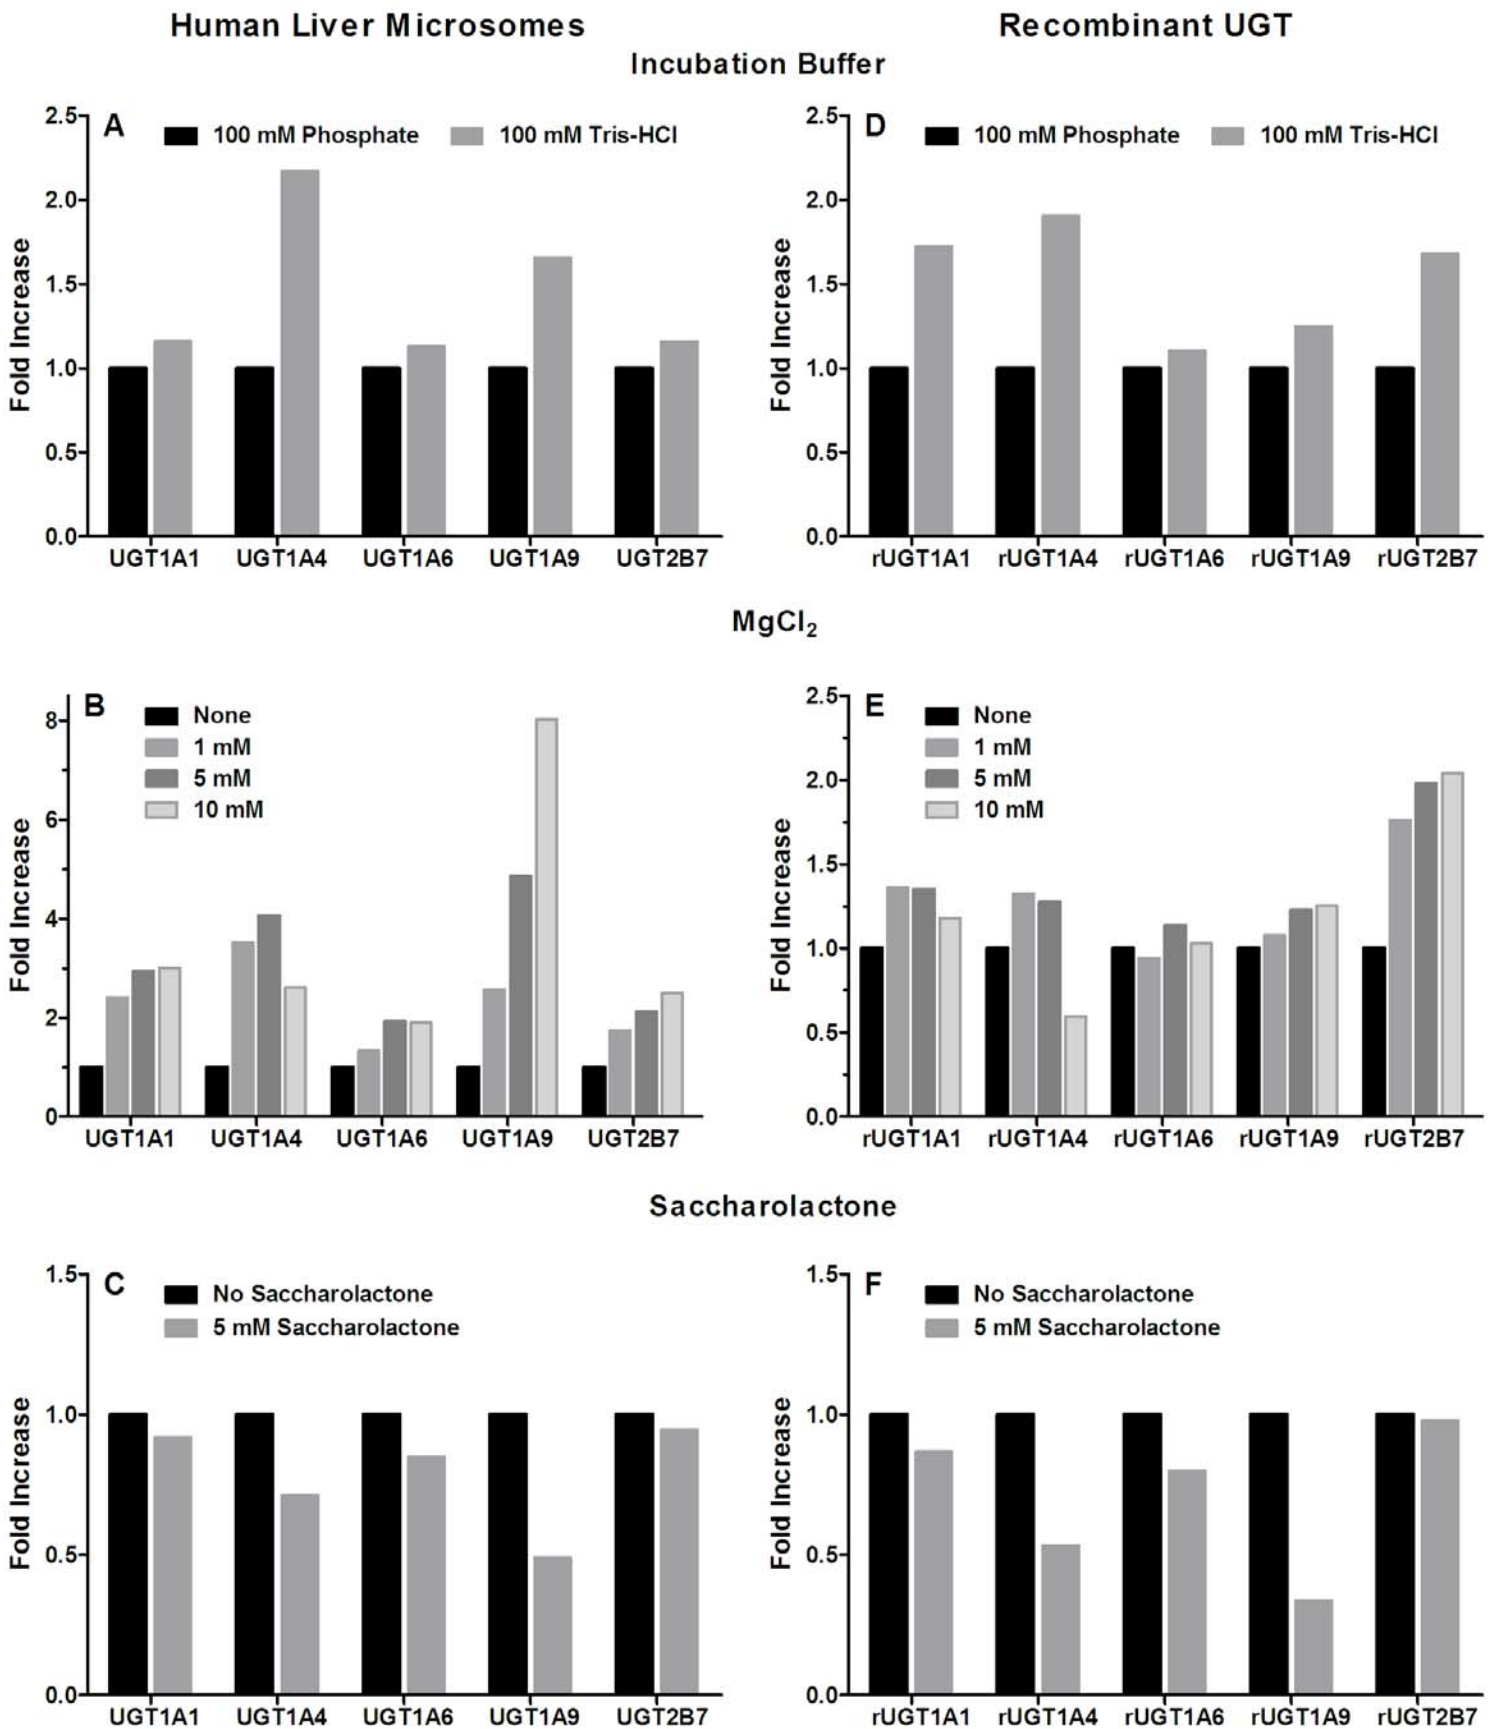 Human Liver Microsomes Recombinant UGT
Incubation Buffer
A 100 mM Phosphate 100 mM Tris-HCl
Fold Increase
2.5
2.0
1.5
1.0
0.5
0.0
UGT1A1 UGT1A4 UGT1A6 UGT1A9 UGT2B7
D 100 mM Phosphate 100 mM Tris-HCl
Fold Increase
2.5
2.0
1.5
1.0
0.5
0.0
rUGT1A1 rUGT1A4 rUGT1A6 rUGT1A9 rUGT2B7
MgCl₂
B
None
1 mM
5 mM
10 mM
Fold Increase
8
6
4
2
0
UGT1A1 UGT1A4 UGT1A6 UGT1A9 UGT2B7
E
None
1 mM
5 mM
10 mM
Fold Increase
2.5
2.0
1.5
1.0
0.5
0.0
rUGT1A1 rUGT1A4 rUGT1A6 rUGT1A9 rUGT2B7
Saccharolactone
C
No Saccharolactone
5 mM Saccharolactone
Fold Increase
1.5
1.0
0.5
0.0
UGT1A1 UGT1A4 UGT1A6 UGT1A9 UGT2B7
F
No Saccharolactone
5 mM Saccharolactone
Fold Increase
1.5
1.0
0.5
0.0
rUGT1A1 rUGT1A4 rUGT1A6 rUGT1A9 rUGT2B7